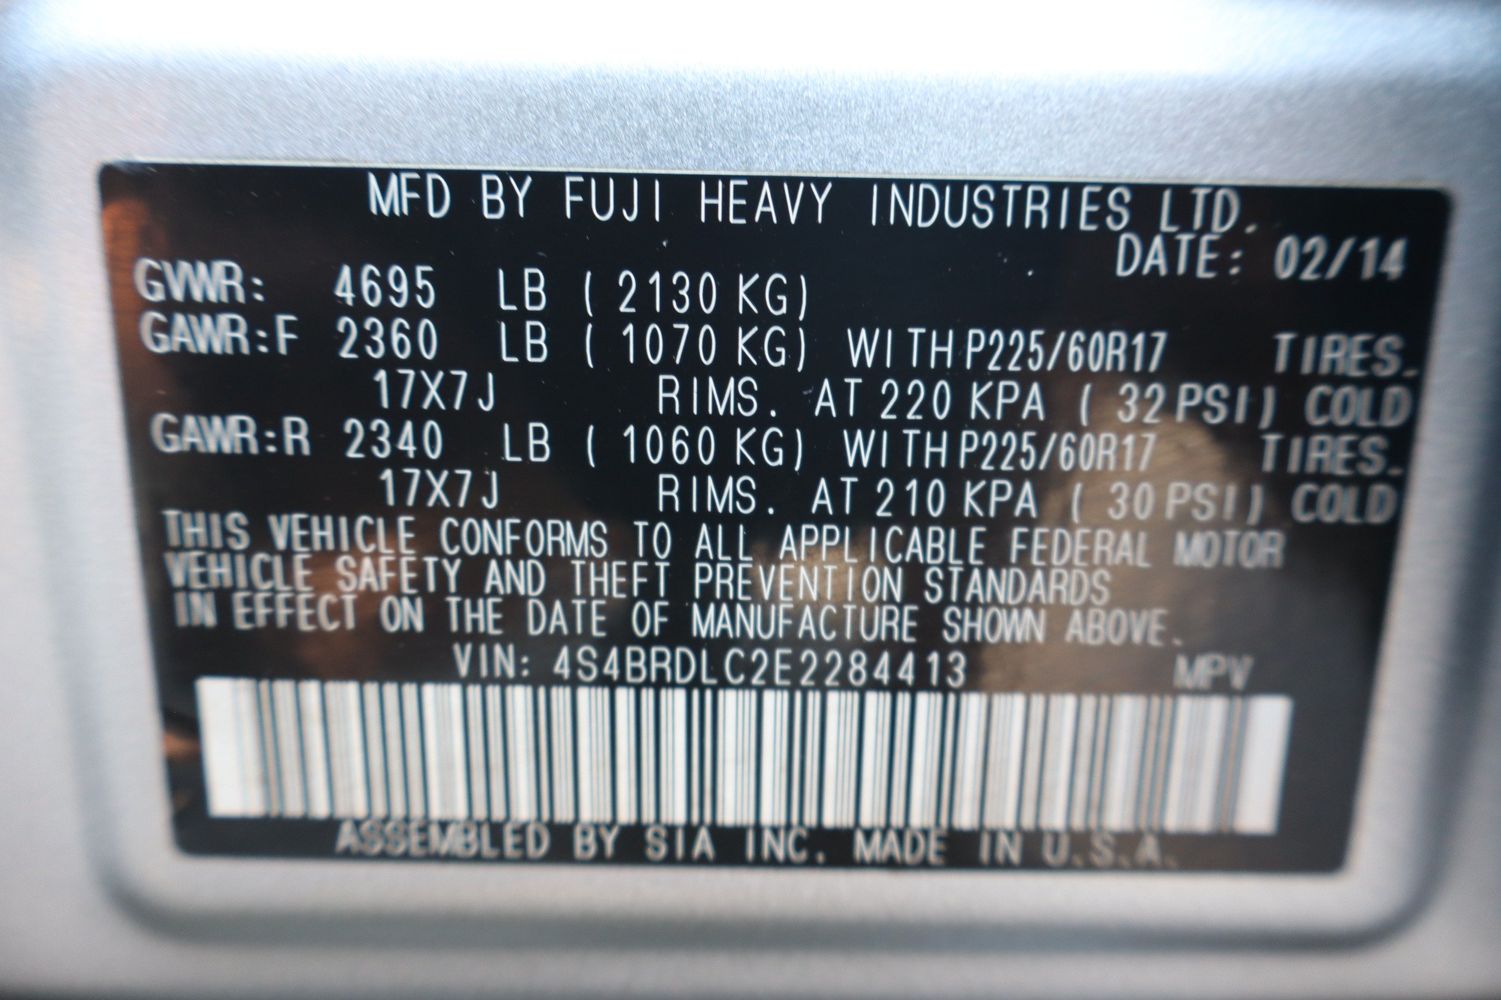 MFD BY FUJI HEAVY INDUSTRIES LTD.
DATE: 02/14
GVWR: 4695 LB ( 2130 KG)
GAWR:F 2360 LB ( 1070 KG) WITH P225/60R17 TIRES.
17X7J RIMS. AT 220 KPA ( 32 PSI) COLD
GAWR:R 2340 LB ( 1060 KG) WITH P225/60R17 TIRES.
17X7J RIMS. AT 210 KPA ( 30 PSI) COLD
THIS VEHICLE CONFORMS TO ALL APPLICABLE FEDERAL MOTOR
VEHICLE SAFETY AND THEFT PREVENTION STANDARDS
IN EFFECT ON THE DATE OF MANUFACTURE SHOWN ABOVE.
VIN: 4S4BRDLC2E2284413 MPV
ASSEMBLED BY SIA INC. MADE IN U.S.A.